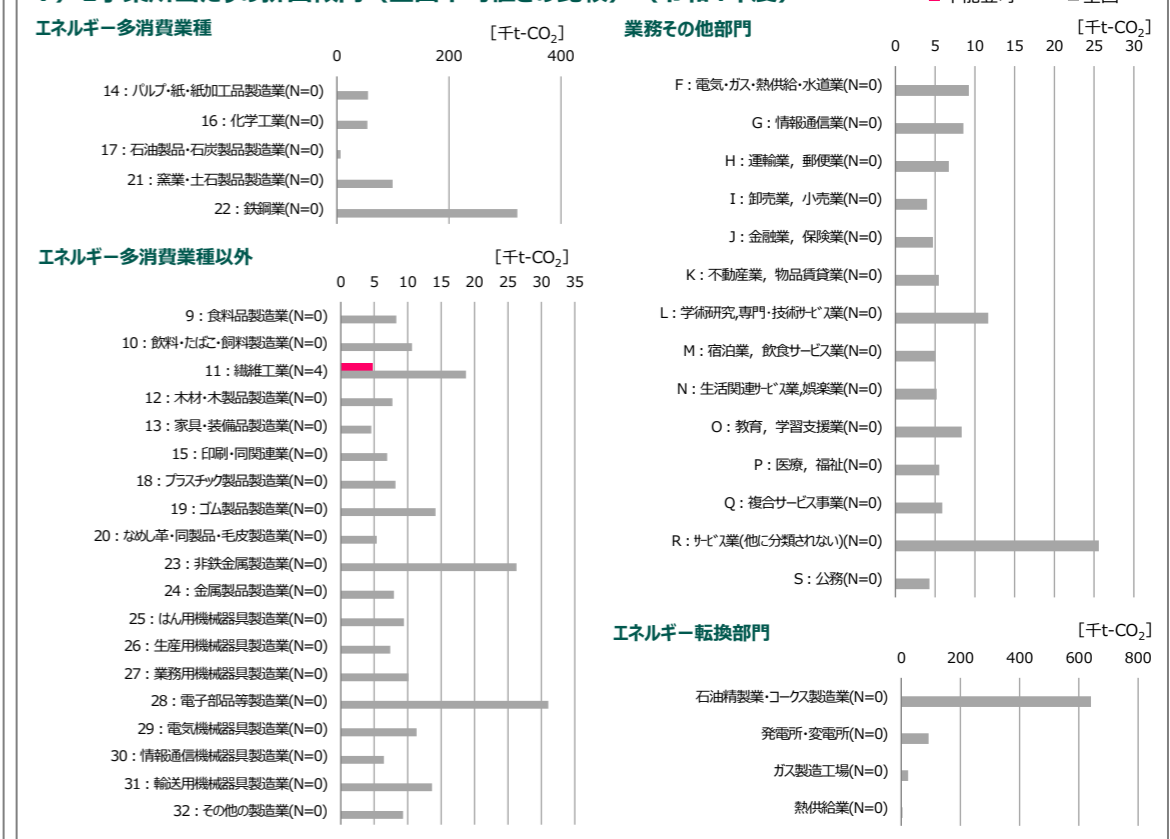 エネルギー多消費業種
[千t-CO2]
0 200 400
14：パルプ・紙・紙加工品製造業(N=0)
16：化学工業(N=0)
17：石油製品・石炭製品製造業(N=0)
21：窯業・土石製品製造業(N=0)
22：鉄鋼業(N=0)
エネルギー多消費業種以外
[千t-CO2]
0 5 10 15 20 25 30 35
9：食料品製造業(N=0)
10：飲料・たばこ・飼料製造業(N=0)
11：繊維工業(N=4)
12：木材・木製品製造業(N=0)
13：家具・装備品製造業(N=0)
15：印刷・同関連業(N=0)
18：プラスチック製品製造業(N=0)
19：ゴム製品製造業(N=0)
20：なめし革・同製品・毛皮製造業(N=0)
23：非鉄金属製造業(N=0)
24：金属製品製造業(N=0)
25：はん用機械器具製造業(N=0)
26：生産用機械器具製造業(N=0)
27：業務用機械器具製造業(N=0)
28：電子部品等製造業(N=0)
29：電気機械器具製造業(N=0)
30：情報通信機械器具製造業(N=0)
31：輸送用機械器具製造業(N=0)
32：その他の製造業(N=0)
業務その他部門
[千t-CO2]
0 5 10 15 20 25 30
F：電気・ガス・熱供給・水道業(N=0)
G：情報通信業(N=0)
H：運輸業，郵便業(N=0)
I：卸売業，小売業(N=0)
J：金融業，保険業(N=0)
K：不動産業，物品賃貸業(N=0)
L：学術研究,専門・技術ｻｰﾋﾞｽ業(N=0)
M：宿泊業，飲食サービス業(N=0)
N：生活関連ｻｰﾋﾞｽ業,娯楽業(N=0)
O：教育，学習支援業(N=0)
P：医療，福祉(N=0)
Q：複合サービス事業(N=0)
R：ｻｰﾋﾞｽ業(他に分類されない)(N=0)
S：公務(N=0)
エネルギー転換部門
[千t-CO2]
0 200 400 600 800
石油精製業・コークス製造業(N=0)
発電所・変電所(N=0)
ガス製造工場(N=0)
熱供給業(N=0)